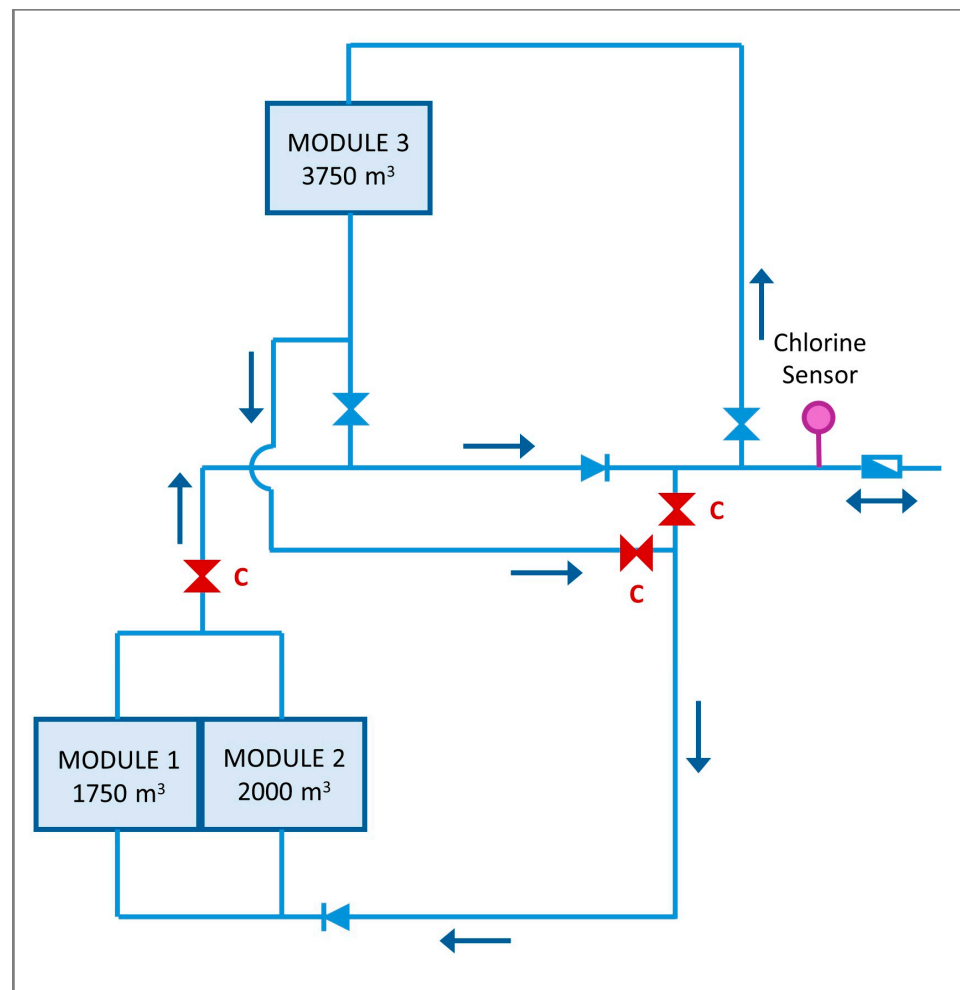 MODULE 3
3750 m³
Chlorine
Sensor
C
C
C
MODULE 1
1750 m³
MODULE 2
2000 m³